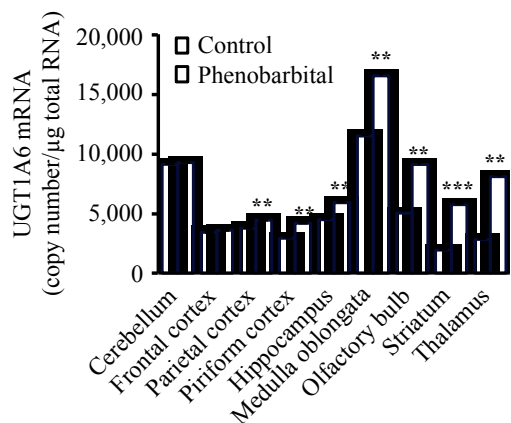 UGT1A6 mRNA
(copy number/µg total RNA)
20,000
15,000
10,000
5,000
0
Control
Phenobarbital
**
**
**
**
**
***
**
Cerebellum
Frontal cortex
Parietal cortex
Piriform cortex
Hippocampus
Medulla oblongata
Olfactory bulb
Striatum
Thalamus